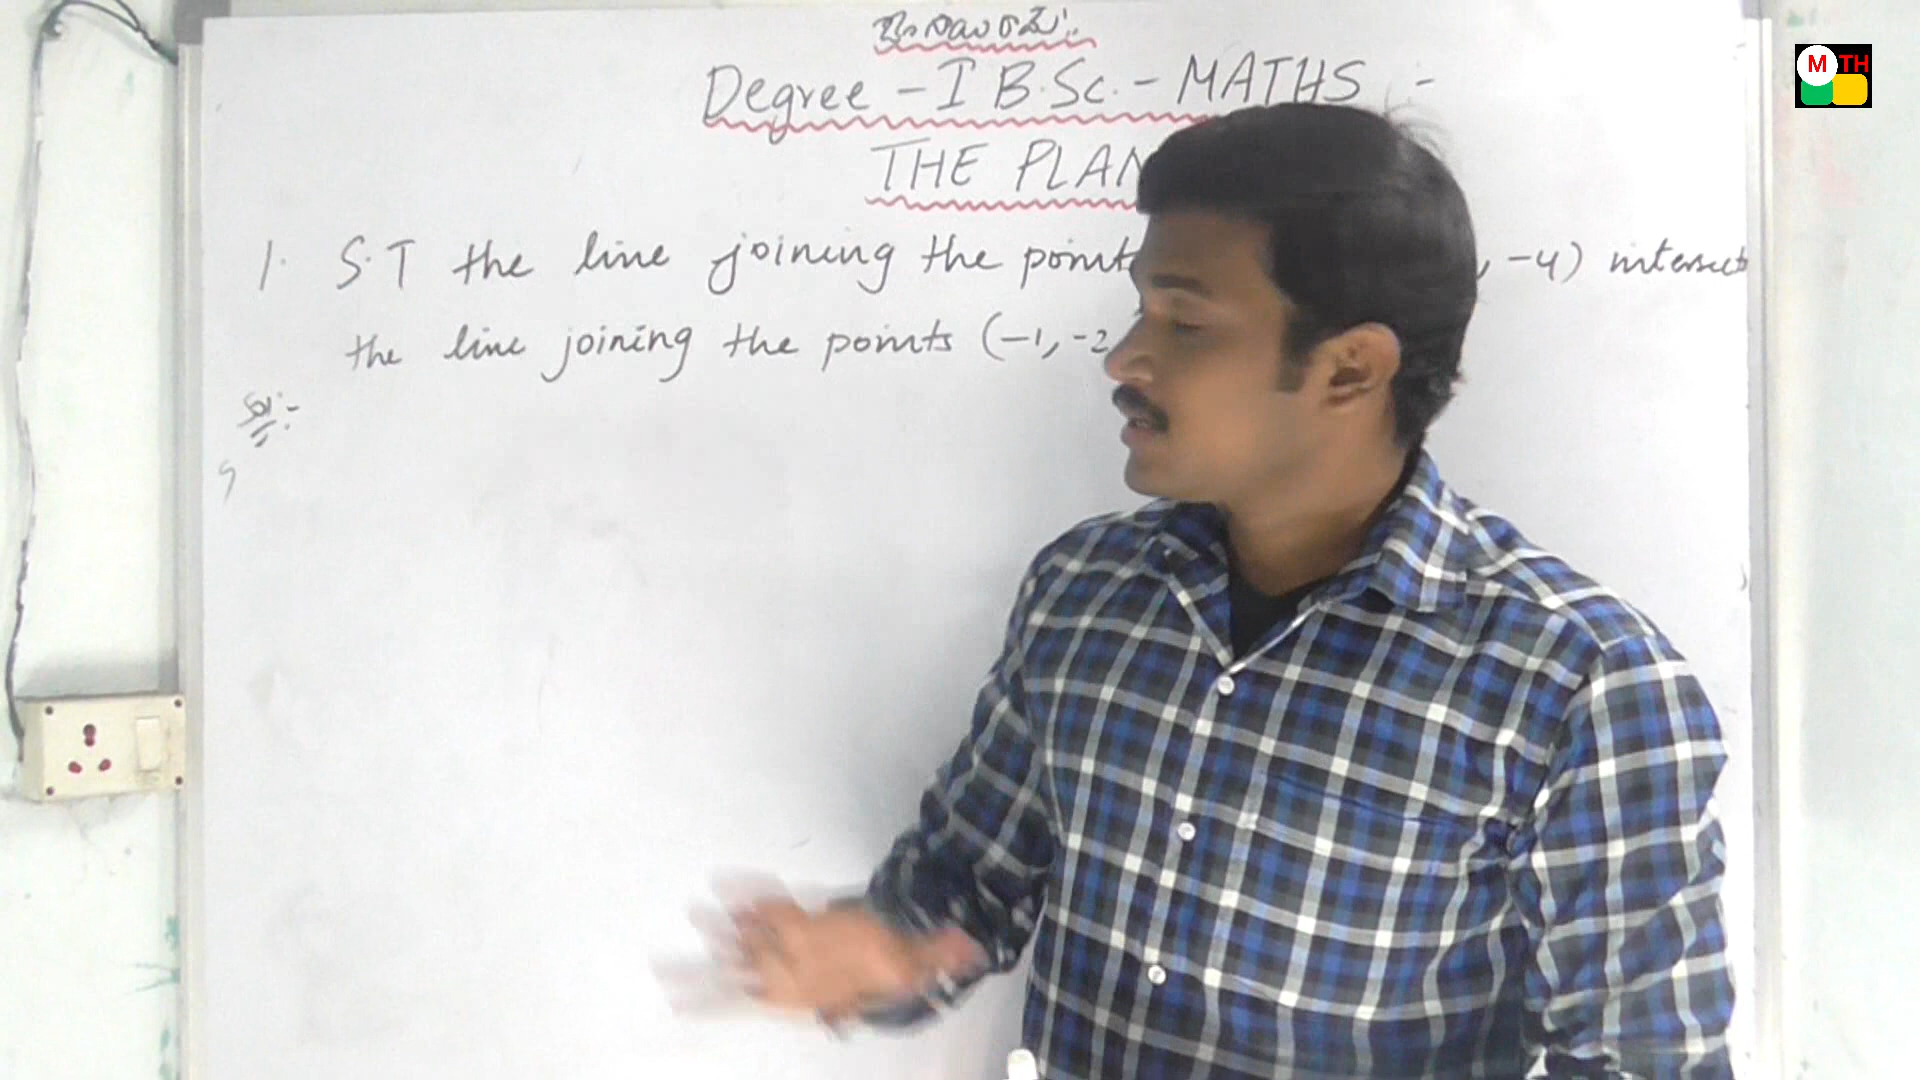 Degree - I B.Sc. - MATHS -
THE PLAN
1. S.T the line joining the points , -4) intersects
the line joining the points (-1, -2
Sol:-
M TH